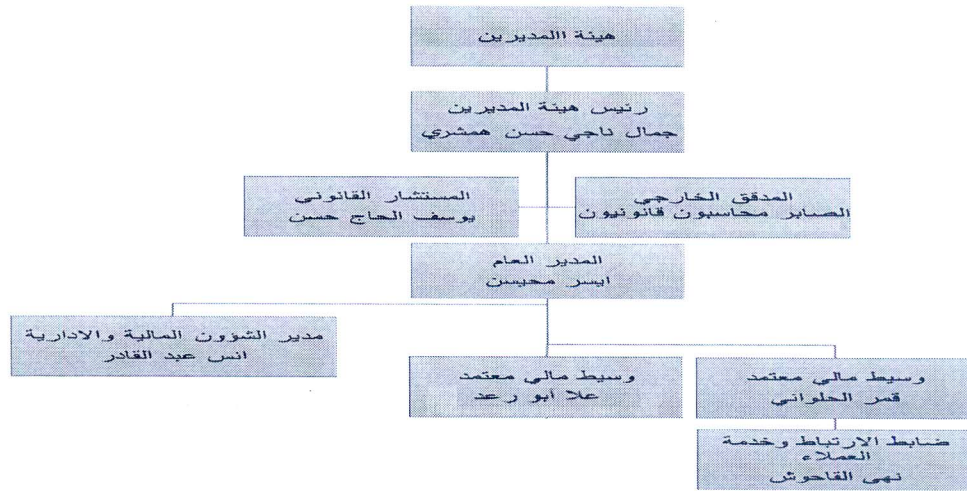 هيئة االمديرين
رئيس هيئة المديرين
جمال ناجي حسن همشري
المدقق الخارجي
الصابر محاسبون قانونيون
المستشار القانوني
يوسف الحاج حسن
المدير العام
ايسر محيسن
مدير الشؤون المالية والادارية
انس عبد القادر
وسيط مالي معتمد
علا ابو رعد
وسيط مالي معتمد
قمر الحلواني
ضابط الارتباط وخدمة
العملاء
نهى القاحوش